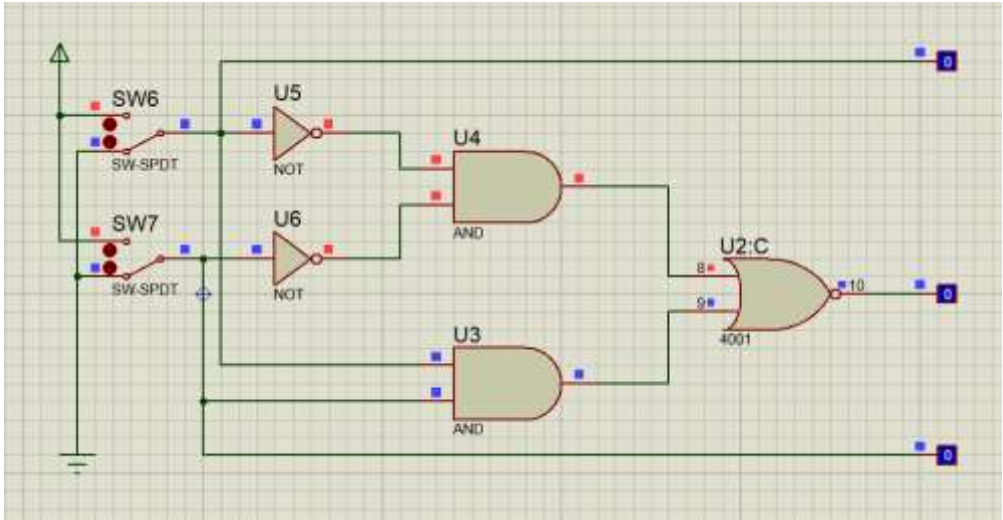 0
SW6
SW-SPDT
U5
NOT
U4
AND
SW7
SW-SPDT
U6
NOT
U2:C
8
9
10
4001
0
U3
AND
0